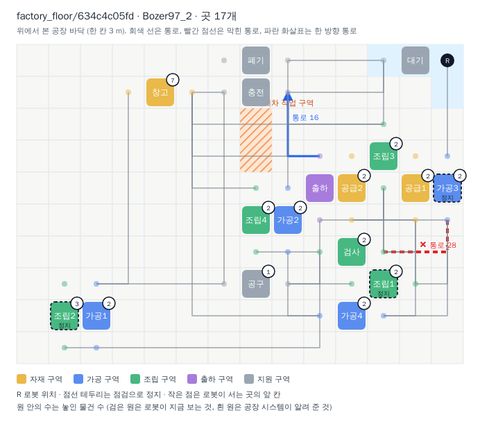 factory_floor/634c4c05fd · Bozer97_2 · 곳 17개
위에서 본 공장 바닥 (한 칸 3 m). 회색 선은 통로, 빨간 점선은 막힌 통로, 파란 화살표는 한 방향 통로
폐기 대기 R
창고 7 충전
차 작업 구역
통로 16
조립3 2
출하 공급2 2 공급1 2 가공3 2 정지
조립4 2 가공2 2
검사 2 통로 28
공구 1 조립1 2 정지
조립2 3 정지 가공1 2 가공4 2
자재 구역 가공 구역 조립 구역 출하 구역 지원 구역
R 로봇 위치 · 점선 테두리는 점검으로 정지 · 작은 점은 로봇이 서는 곳의 앞 칸
원 안의 수는 놓인 물건 수 (검은 원은 로봇이 지금 보는 것, 흰 원은 공장 시스템이 알려 준 것)